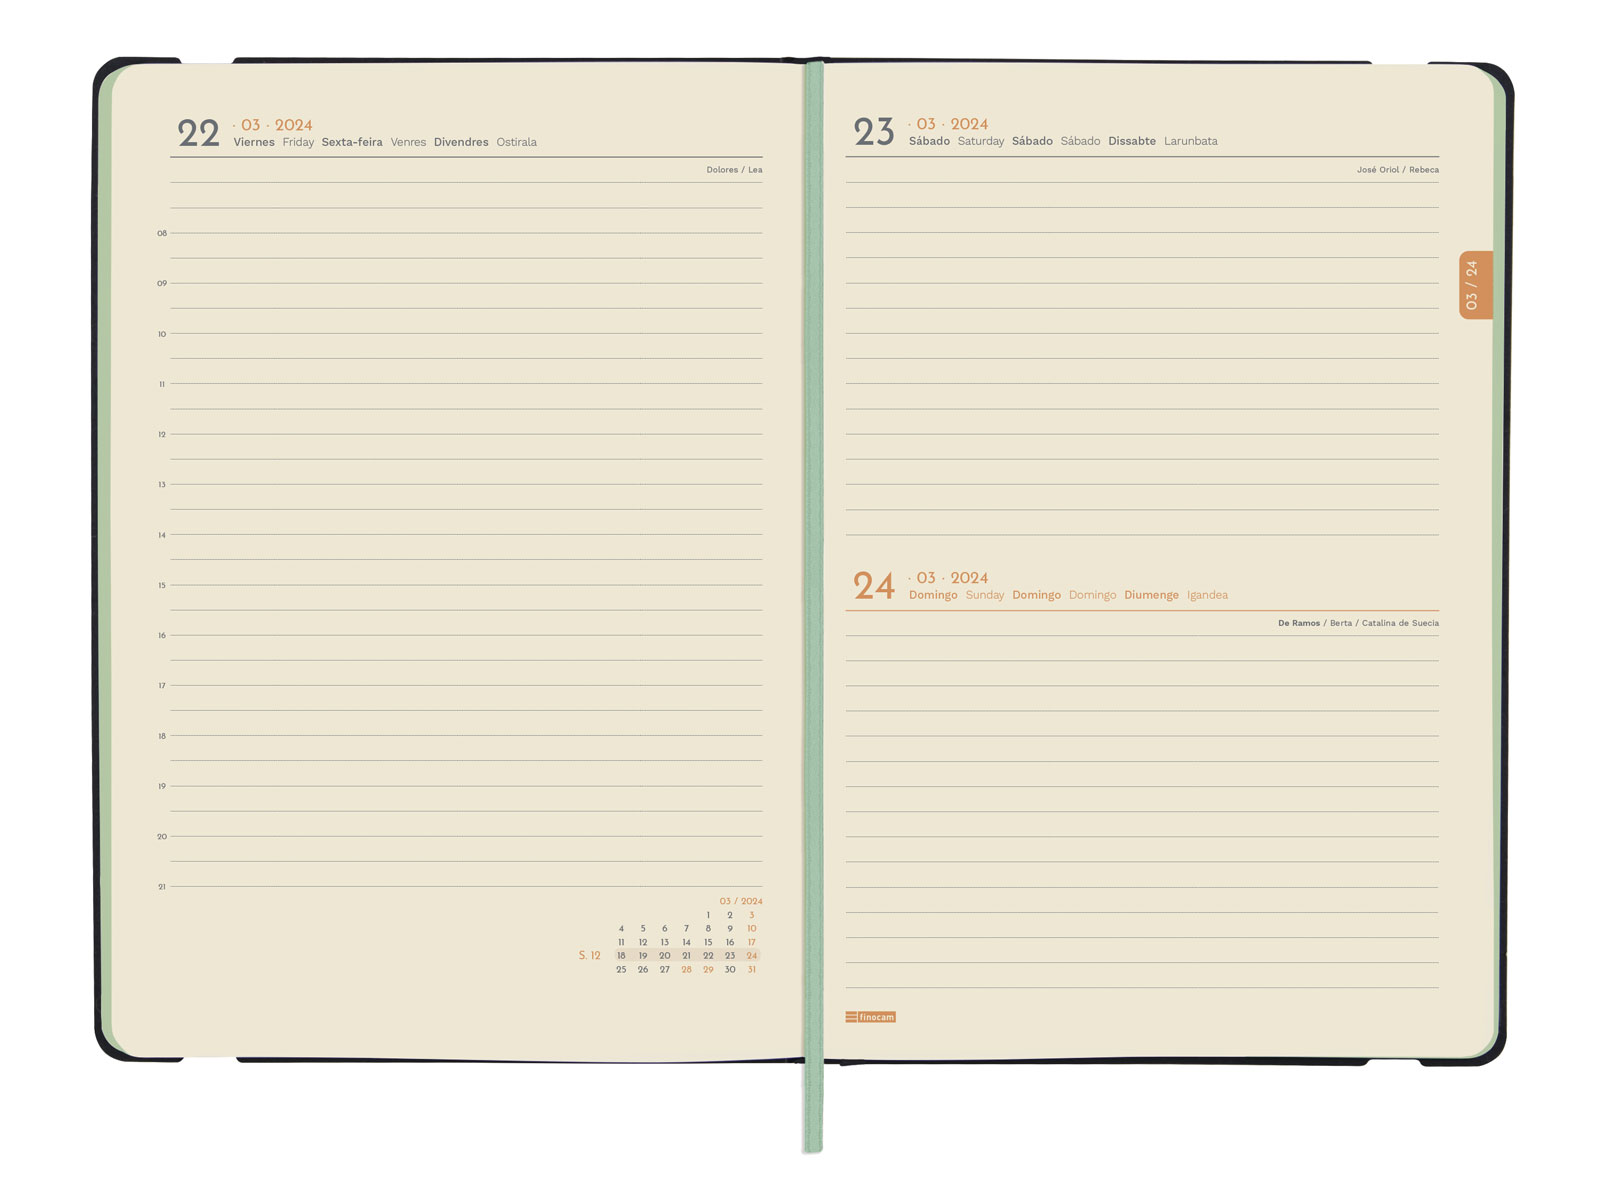 22 · 03 · 2024
Viernes Friday Sexta-feira Venres Divendres Ostirala
Dolores / Lea
08
09
10
11
12
13
14
15
16
17
18
19
20
21
03 / 2024
1 2 3
4 5 6 7 8 9 10
11 12 13 14 15 16 17
S. 12 18 19 20 21 22 23 24
25 26 27 28 29 30 31
23 · 03 · 2024
Sábado Saturday Sábado Sábado Dissabte Larunbata
José Oriol / Rebeca
03 / 24
24 · 03 · 2024
Domingo Sunday Domingo Domingo Diumenge Igandea
De Ramos / Berta / Catalina de Suecia
finocam